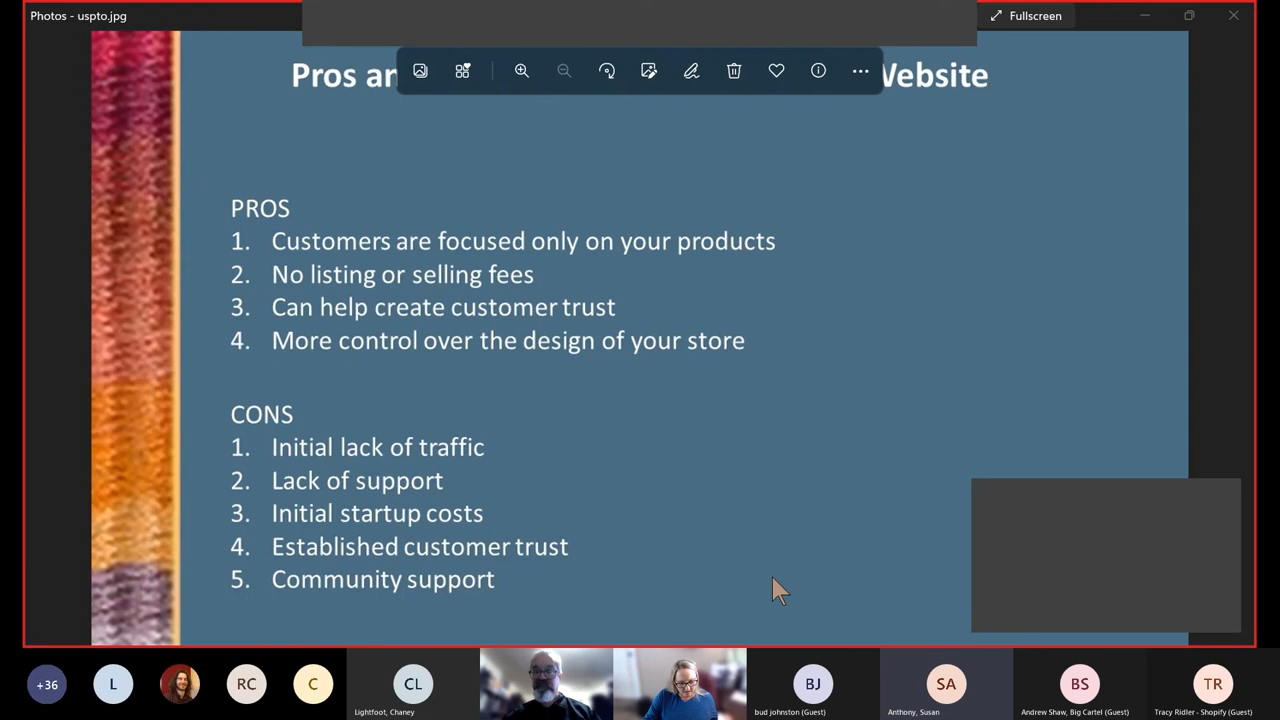 Photos - uspto.jpg
Fullscreen
Pros an
Website
PROS
1. Customers are focused only on your products
2. No listing or selling fees
3. Can help create customer trust
4. More control over the design of your store
CONS
1. Initial lack of traffic
2. Lack of support
3. Initial startup costs
4. Established customer trust
5. Community support
+36
L
RC
C
CL
BJ
SA
BS
TR
Lightfoot, Chaney
bud johnston (Guest)
Anthony, Susan
Andrew Shaw, Big Cartel (Guest)
Tracy Ridler - Shopify (Guest)